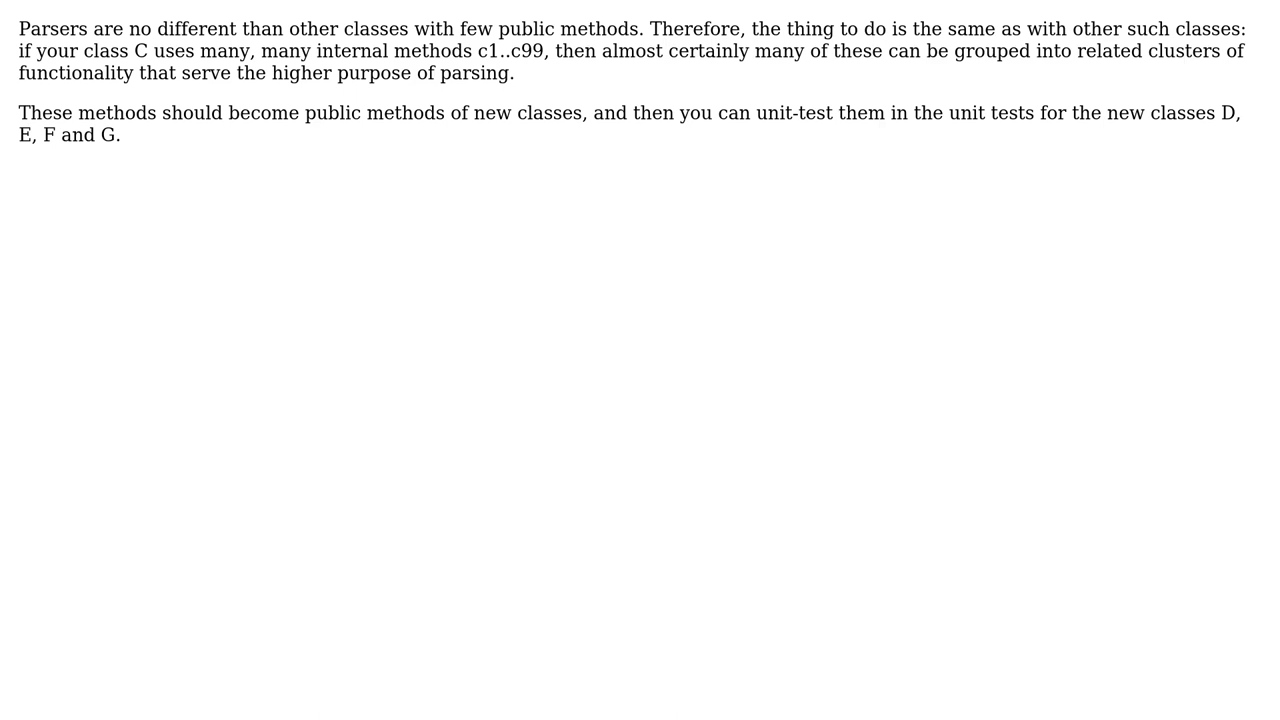 Parsers are no different than other classes with few public methods. Therefore, the thing to do is the same as with other such classes:
if your class C uses many, many internal methods c1..c99, then almost certainly many of these can be grouped into related clusters of
functionality that serve the higher purpose of parsing.
These methods should become public methods of new classes, and then you can unit-test them in the unit tests for the new classes D,
E, F and G.